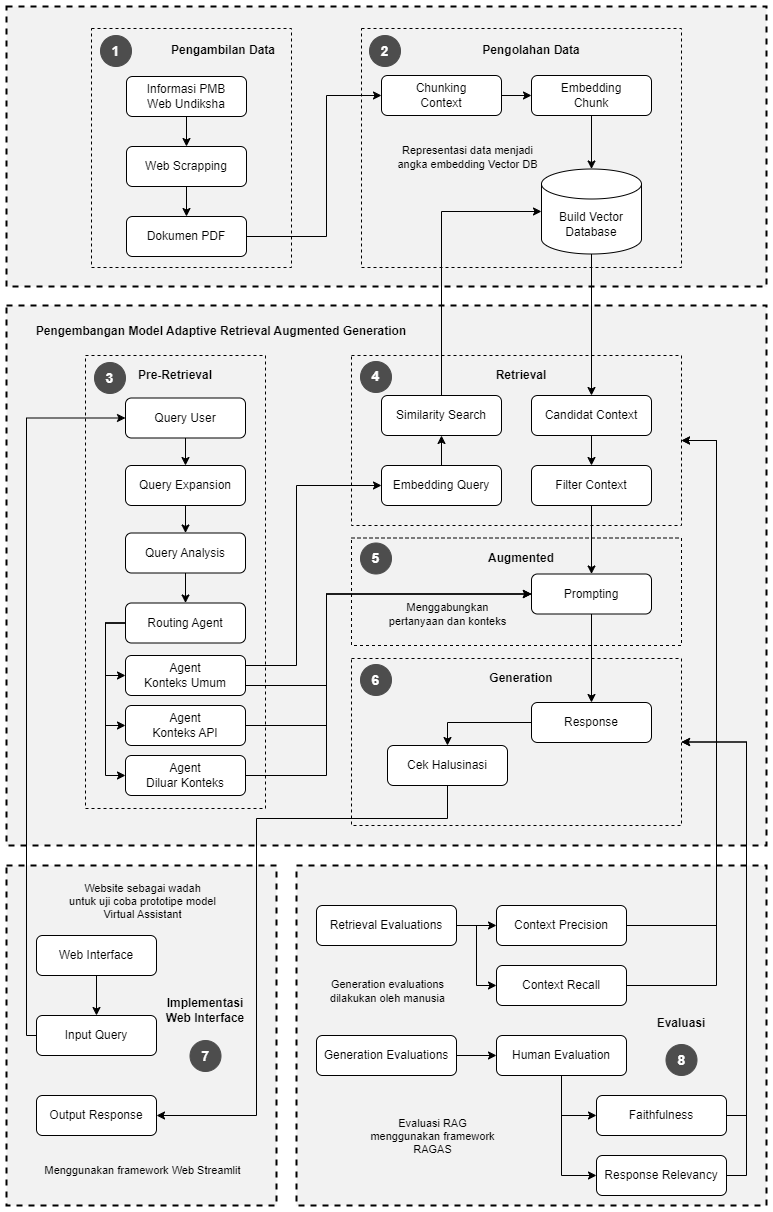 1
Pengambilan Data
Informasi PMB
Web Undiksha
Web Scrapping
Dokumen PDF
2
Pengolahan Data
Chunking
Context
Embedding
Chunk
Representasi data menjadi
angka embedding Vector DB
Build Vector
Database
Pengembangan Model Adaptive Retrieval Augmented Generation
3
Pre-Retrieval
Query User
Query Expansion
Query Analysis
Routing Agent
Agent
Konteks Umum
Agent
Konteks API
Agent
Diluar Konteks
4
Retrieval
Similarity Search
Candidat Context
Embedding Query
Filter Context
5
Augmented
Prompting
Menggabungkan
pertanyaan dan konteks
6
Generation
Response
Cek Halusinasi
Website sebagai wadah
untuk uji coba prototipe model
Virtual Assistant
Web Interface
Implementasi
Web Interface
7
Input Query
Output Response
Menggunakan framework Web Streamlit
Retrieval Evaluations
Context Precision
Context Recall
Generation evaluations
dilakukan oleh manusia
Evaluasi
8
Generation Evaluations
Human Evaluation
Faithfulness
Evaluasi RAG
menggunakan framework
RAGAS
Response Relevancy